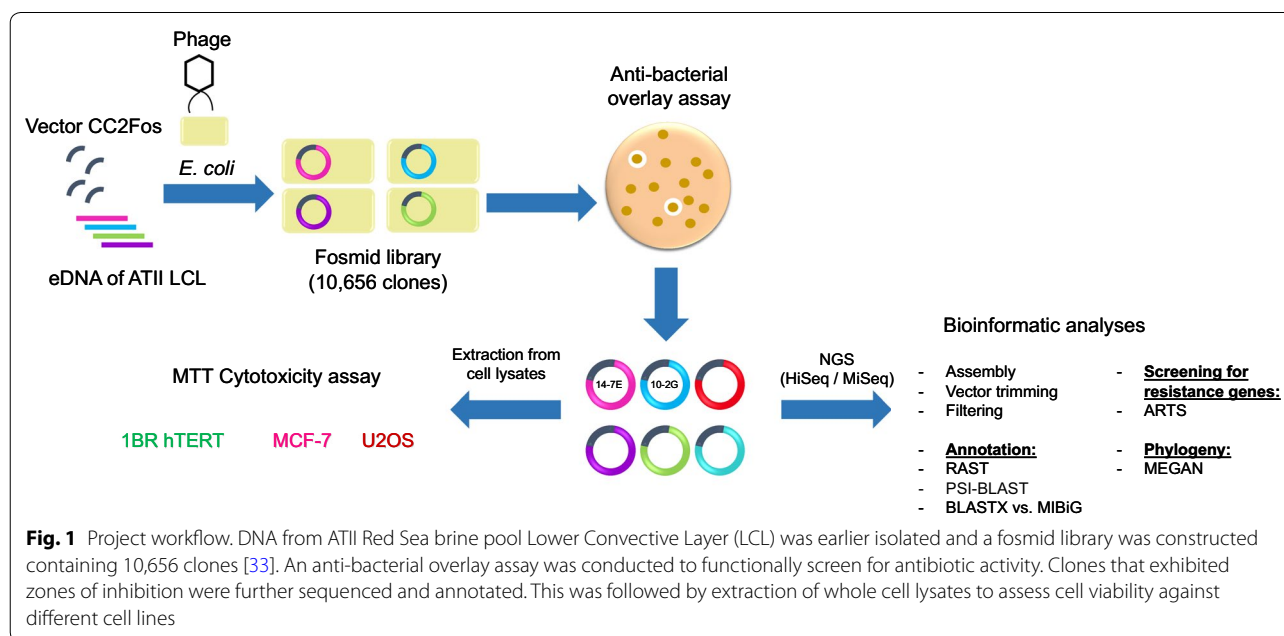 Phage
Vector CC2Fos
E. coli
eDNA of ATII LCL
Fosmid library
(10,656 clones)
Anti-bacterial
overlay assay
Extraction from
cell lysates
MTT Cytotoxicity assay
1BR hTERT MCF-7 U2OS
14-7E 10-2G
NGS
(HiSeq / MiSeq)
Bioinformatic analyses
- Assembly
- Vector trimming
- Filtering
- Annotation:
- RAST
- PSI-BLAST
- BLASTX vs. MIBiG
- Screening for
resistance genes:
- ARTS
- Phylogeny:
- MEGAN
Fig. 1 Project workflow. DNA from ATII Red Sea brine pool Lower Convective Layer (LCL) was earlier isolated and a fosmid library was constructed
containing 10,656 clones [33]. An anti-bacterial overlay assay was conducted to functionally screen for antibiotic activity. Clones that exhibited
zones of inhibition were further sequenced and annotated. This was followed by extraction of whole cell lysates to assess cell viability against
different cell lines